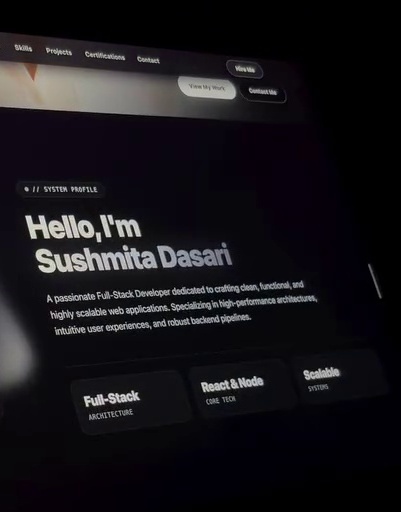 Skills Projects Certifications Contact Hire Me
View My Work Contact Me
// SYSTEM PROFILE
Hello, I'm
Sushmita Dasari
A passionate Full-Stack Developer dedicated to crafting clean, functional, and
highly scalable web applications. Specializing in high-performance architectures,
intuitive user experiences, and robust backend pipelines.
Full-Stack
ARCHITECTURE
React & Node
CORE TECH
Scalable
SYSTEMS